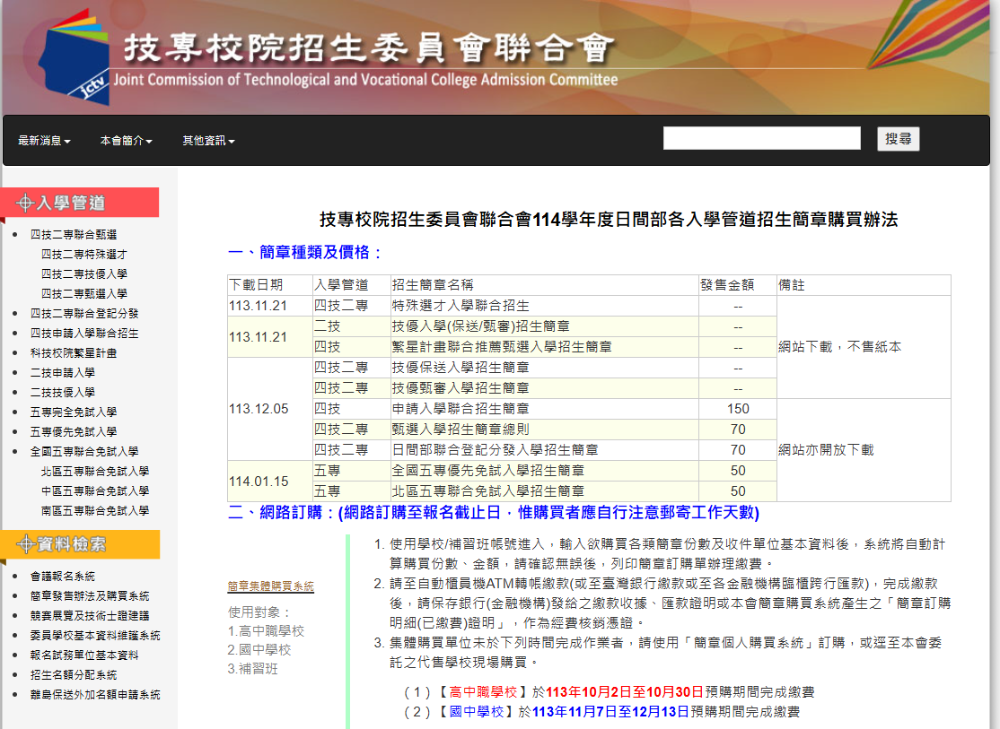 技專校院招生委員會聯合會
jctv Joint Commission of Technological and Vocational College Admission Committee
最新消息 本會簡介 其他資訊 搜尋
入學管道
四技二專聯合甄選
四技二專特殊選才
四技二專技優入學
四技二專甄選入學
四技二專聯合登記分發
四技申請入學聯合招生
科技校院繁星計畫
二技申請入學
二技技優入學
五專完全免試入學
五專優先免試入學
全國五專聯合免試入學
北區五專聯合免試入學
中區五專聯合免試入學
南區五專聯合免試入學
資料檢索
會議報名系統
簡章發售辦法及購買系統
競賽展覽及技術士證建議
委員學校基本資料維護系統
報名試務單位基本資料
招生名額分配系統
離島保送外加名額申請系統
技專校院招生委員會聯合會114學年度日間部各入學管道招生簡章購買辦法
一、簡章種類及價格：
下載日期 入學管道 招生簡章名稱 發售金額 備註
113.11.21 四技二專 特殊選才入學聯合招生 --
113.11.21 二技 技優入學(保送/甄審)招生簡章 --
四技 繁星計畫聯合推薦甄選入學招生簡章 -- 網站下載，不售紙本
113.12.05 四技二專 技優保送入學招生簡章 --
四技二專 技優甄審入學招生簡章 --
四技 申請入學聯合招生簡章 150
四技二專 甄選入學招生簡章總則 70
四技二專 日間部聯合登記分發入學招生簡章 70 網站亦開放下載
114.01.15 五專 全國五專優先免試入學招生簡章 50
五專 北區五專聯合免試入學招生簡章 50
二、網路訂購：(網路訂購至報名截止日，惟購買者應自行注意郵寄工作天數)
簡章集體購買系統
使用對象：
1.高中職學校
2.國中學校
3.補習班
1. 使用學校/補習班帳號進入，輸入欲購買各類簡章份數及收件單位基本資料後，系統將自動計
算購買份數、金額，請確認無誤後，列印簡章訂購單辦理繳費。
2. 請至自動櫃員機ATM轉帳繳款(或至臺灣銀行繳款或至各金融機構臨櫃跨行匯款)，完成繳款
後，請保存銀行(金融機構)發給之繳款收據、匯款證明或本會簡章購買系統產生之「簡章訂購
明細(已繳費)證明」，作為經費核銷憑證。
3. 集體購買單位未於下列時間完成作業者，請使用「簡章個人購買系統」訂購，或逕至本會委
託之代售學校現場購買。
（1）【高中職學校】於113年10月2日至10月30日預購期間完成繳費
（2）【國中學校】於113年11月7日至12月13日預購期間完成繳費